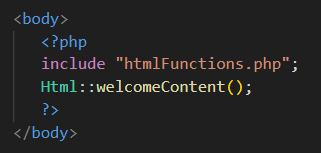 <body>
<?php
include "htmlFunctions.php";
Html::welcomeContent();
?>
</body>